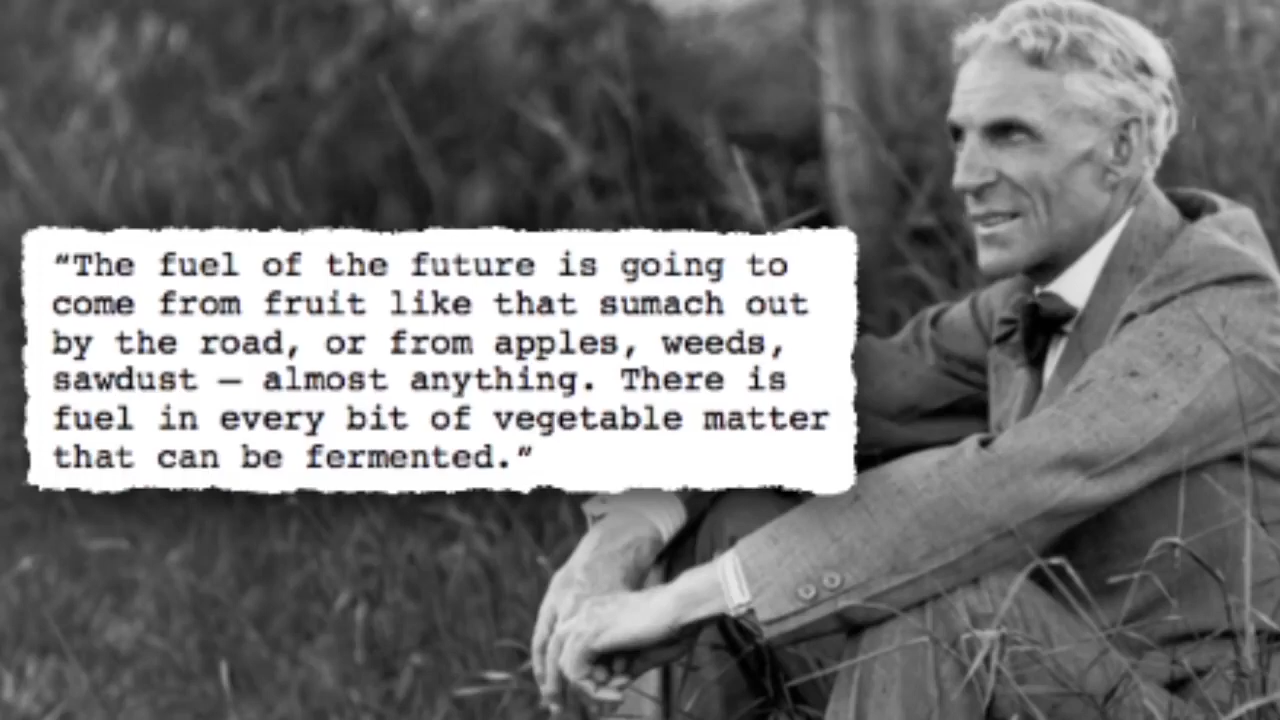 “The fuel of the future is going to
come from fruit like that sumach out
by the road, or from apples, weeds,
sawdust — almost anything. There is
fuel in every bit of vegetable matter
that can be fermented.”